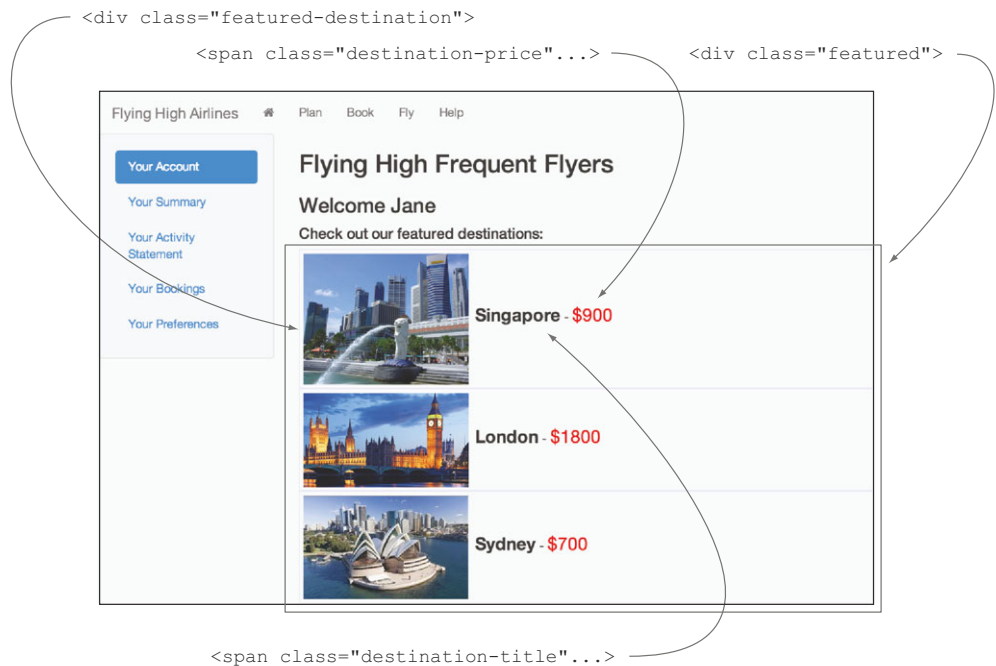 <div class="featured-destination">
<span class="destination-price"...>
<div class="featured">
Flying High Airlines Plan Book Fly Help
Your Account
Your Summary
Your Activity
Statement
Your Bookings
Your Preferences
Flying High Frequent Flyers
Welcome Jane
Check out our featured destinations:
Singapore - $900
London - $1800
Sydney - $700
<span class="destination-title"...>